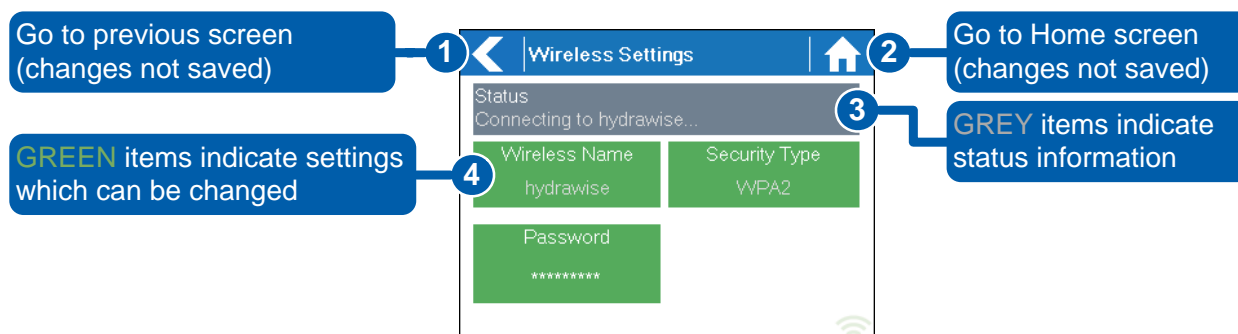 Go to previous screen
(changes not saved)
1
Wireless Settings
2
Go to Home screen
(changes not saved)
Status
Connecting to hydrawise...
3
GREY items indicate
status information
GREEN items indicate settings
which can be changed
4
Wireless Name
hydrawise
Security Type
WPA2
Password
*********